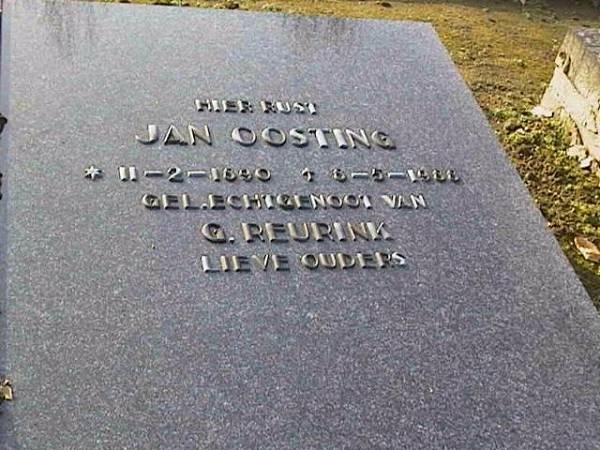 HIER RUST
JAN OOSTING
* 11-2-1890 †
GEL.ECHTGENOOT VAN
G. REURINK
LIEVE OUDERS